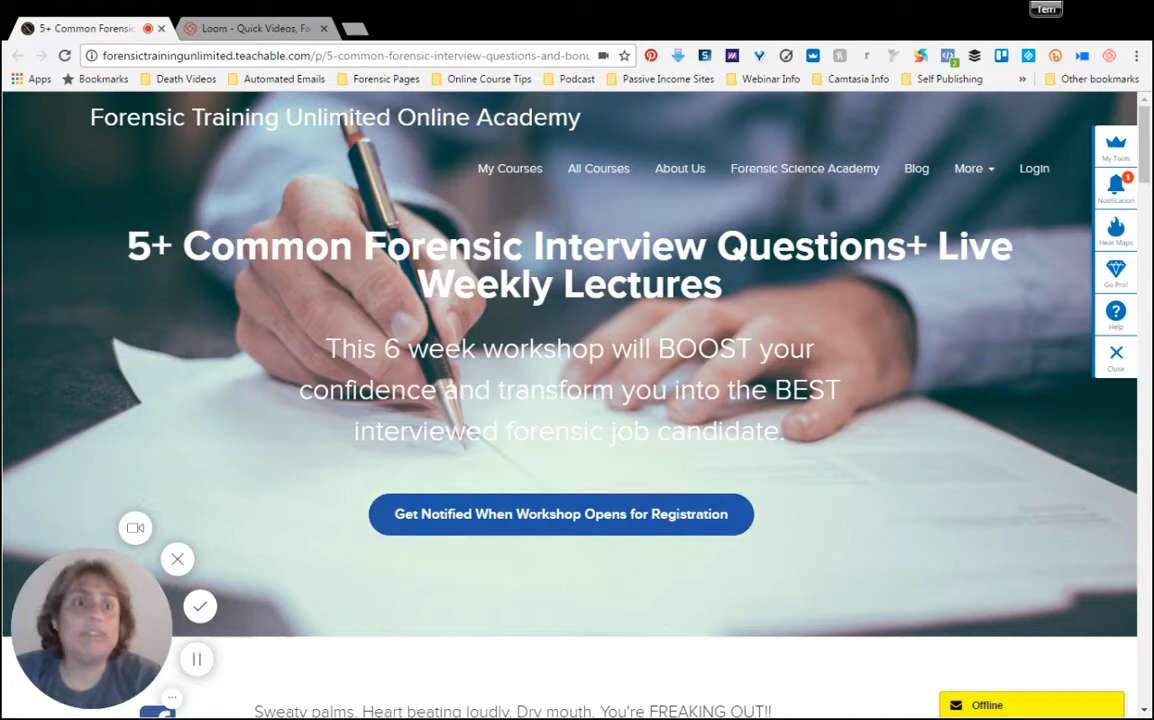 Terri
5+ Common Forensic
Loom - Quick Videos, Fa
forensictrainingunlimited.teachable.com/p/5-common-forensic-interview-questions-and-bonu
Apps
Bookmarks
Death Videos
Automated Emails
Forensic Pages
Online Course Tips
Podcast
Passive Income Sites
Webinar Info
Camtasia Info
Self Publishing
»
Other bookmarks
Forensic Training Unlimited Online Academy
My Courses
All Courses
About Us
Forensic Science Academy
Blog
More
Login
My Tools
1
Notification
Heat Maps
Go Pro!
Help
Close
5+ Common Forensic Interview Questions+ Live
Weekly Lectures
This 6 week workshop will BOOST your
confidence and transform you into the BEST
interviewed forensic job candidate.
Get Notified When Workshop Opens for Registration
Sweaty palms. Heart beating loudly. Dry mouth. You're FREAKING OUT!!
Offline